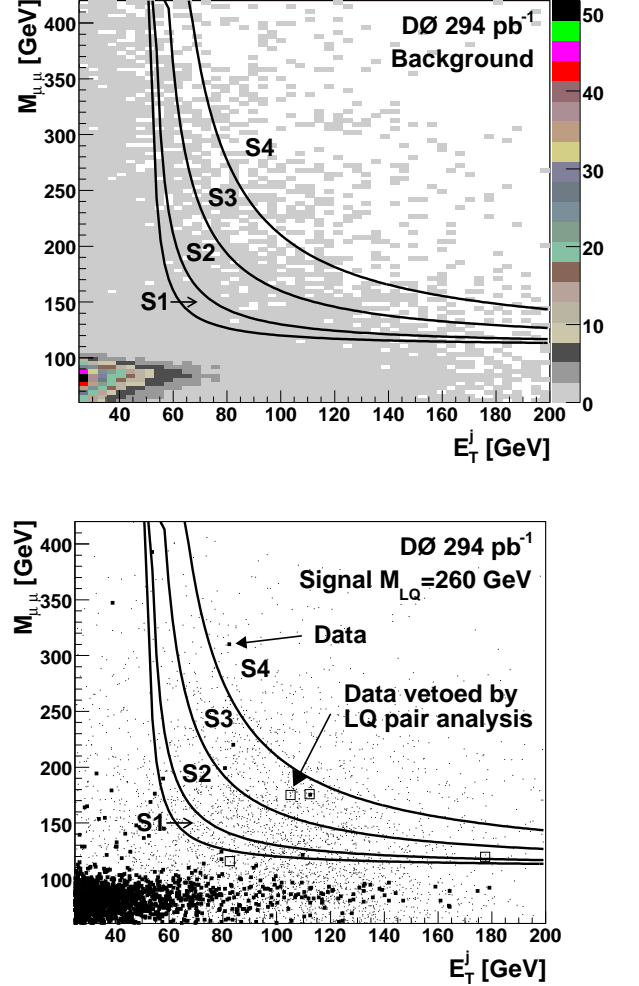 M_μμ [GeV]
400
350
300
250
200
150
100
DØ 294 pb⁻¹
Background
S4
S3
S2
S1
50
40
30
20
10
0
40 60 80 100 120 140 160 180 200
E_T^j [GeV]
M_μμ [GeV]
400
350
300
250
200
150
100
DØ 294 pb⁻¹
Signal M_LQ=260 GeV
Data
S4
Data vetoed by
LQ pair analysis
S3
S2
S1
40 60 80 100 120 140 160 180 200
E_T^j [GeV]